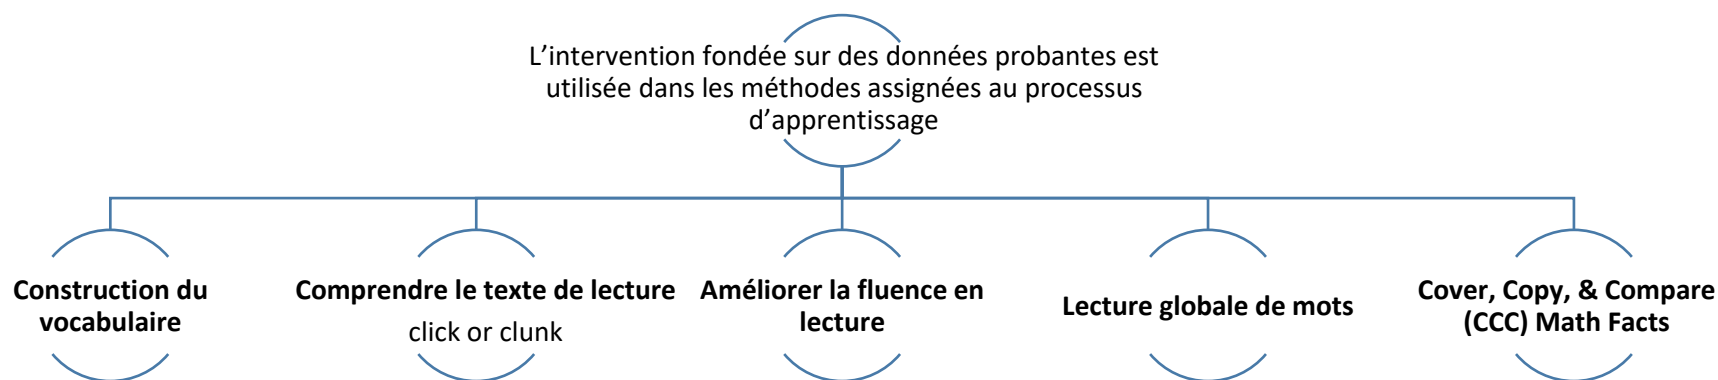 L’intervention fondée sur des données probantes est
utilisée dans les méthodes assignées au processus
d’apprentissage
Construction du
vocabulaire
Comprendre le texte de lecture
click or clunk
Améliorer la fluence en
lecture
Lecture globale de mots
Cover, Copy, & Compare
(CCC) Math Facts